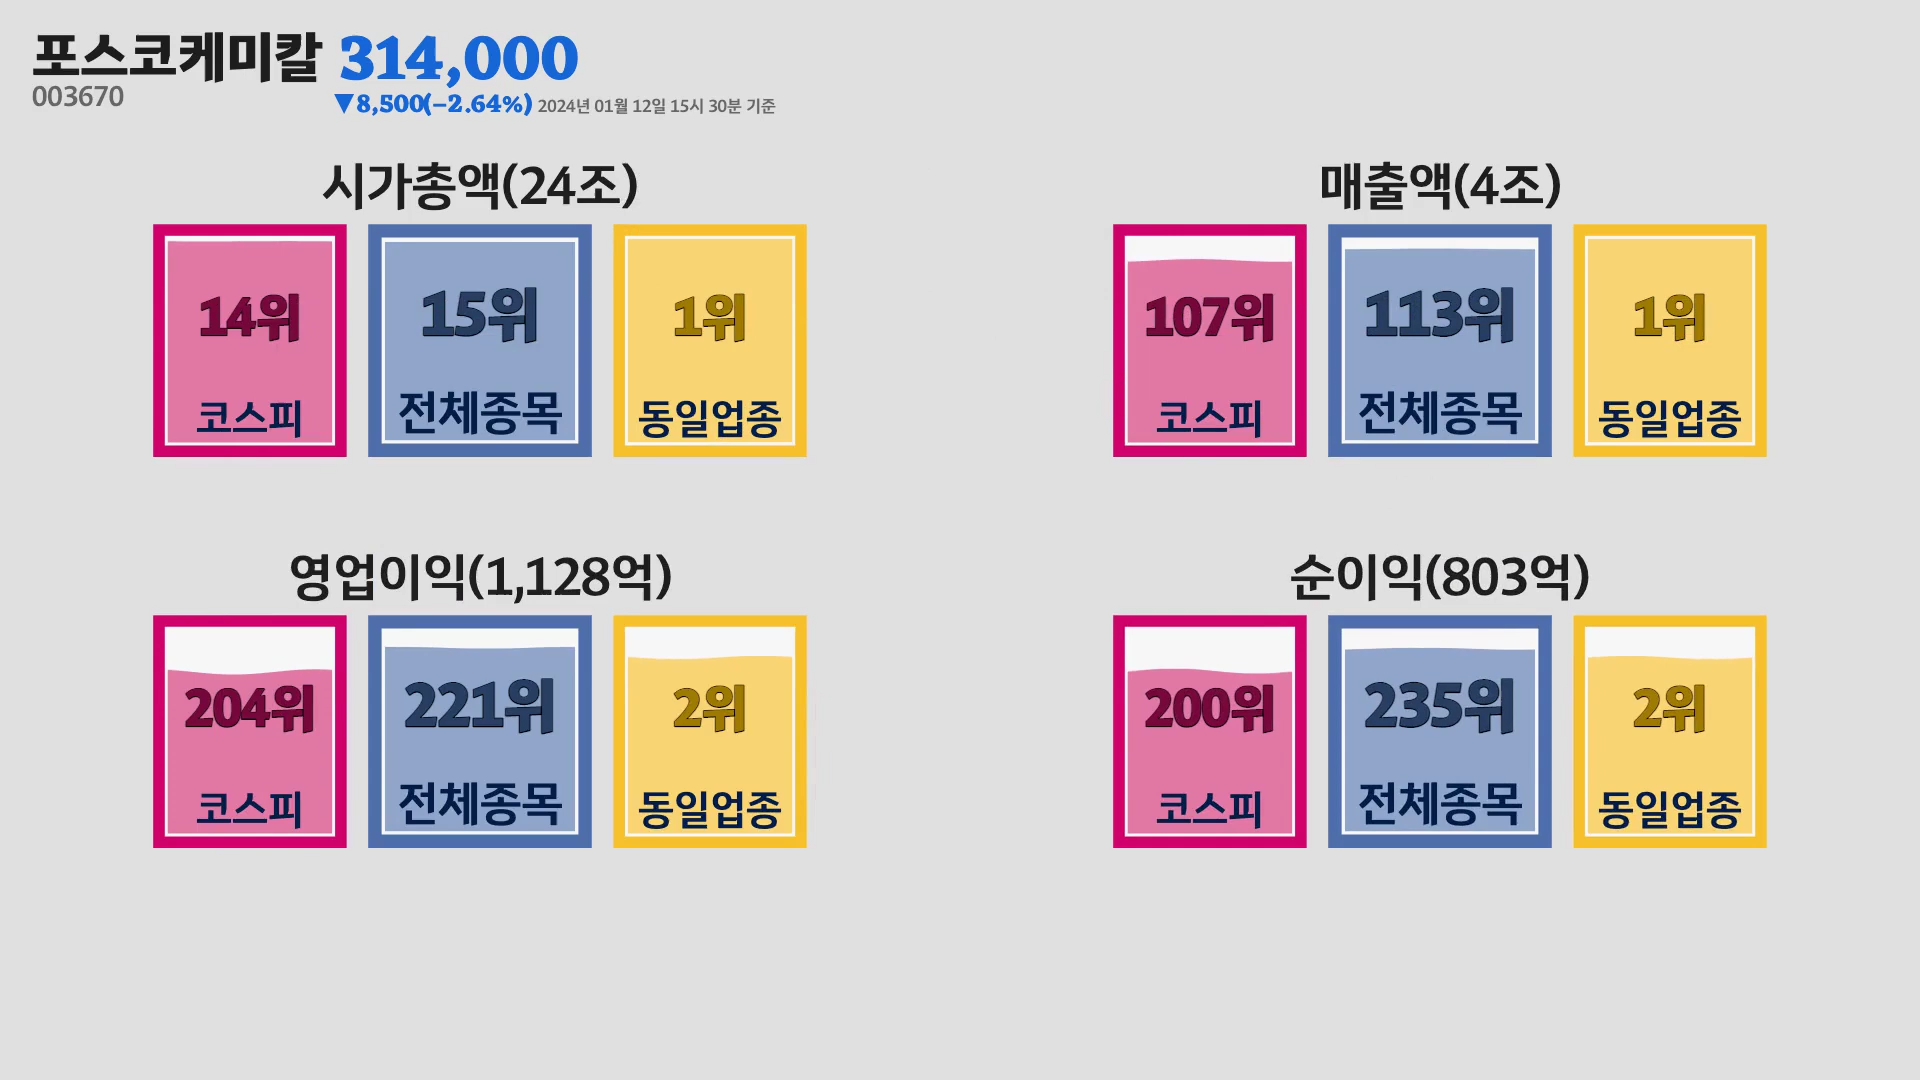 포스코케미칼 314,000
003670
▼8,500(-2.64%) 2024년 01월 12일 15시 30분 기준
시가총액(24조)
14위 15위 1위
코스피 전체종목 동일업종
매출액(4조)
107위 113위 1위
코스피 전체종목 동일업종
영업이익(1,128억)
204위 221위 2위
코스피 전체종목 동일업종
순이익(803억)
200위 235위 2위
코스피 전체종목 동일업종